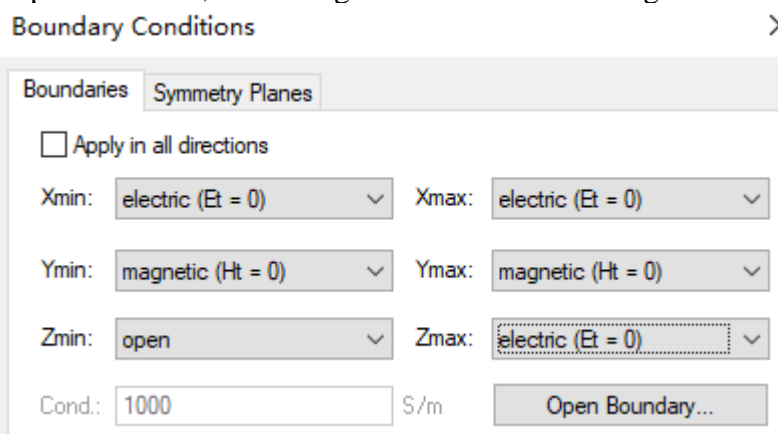 Boundary Conditions
Boundaries Symmetry Planes
Apply in all directions
Xmin: electric (Et = 0) Xmax: electric (Et = 0)
Ymin: magnetic (Ht = 0) Ymax: magnetic (Ht = 0)
Zmin: open Zmax: electric (Et = 0)
Cond.: 1000 S/m Open Boundary...